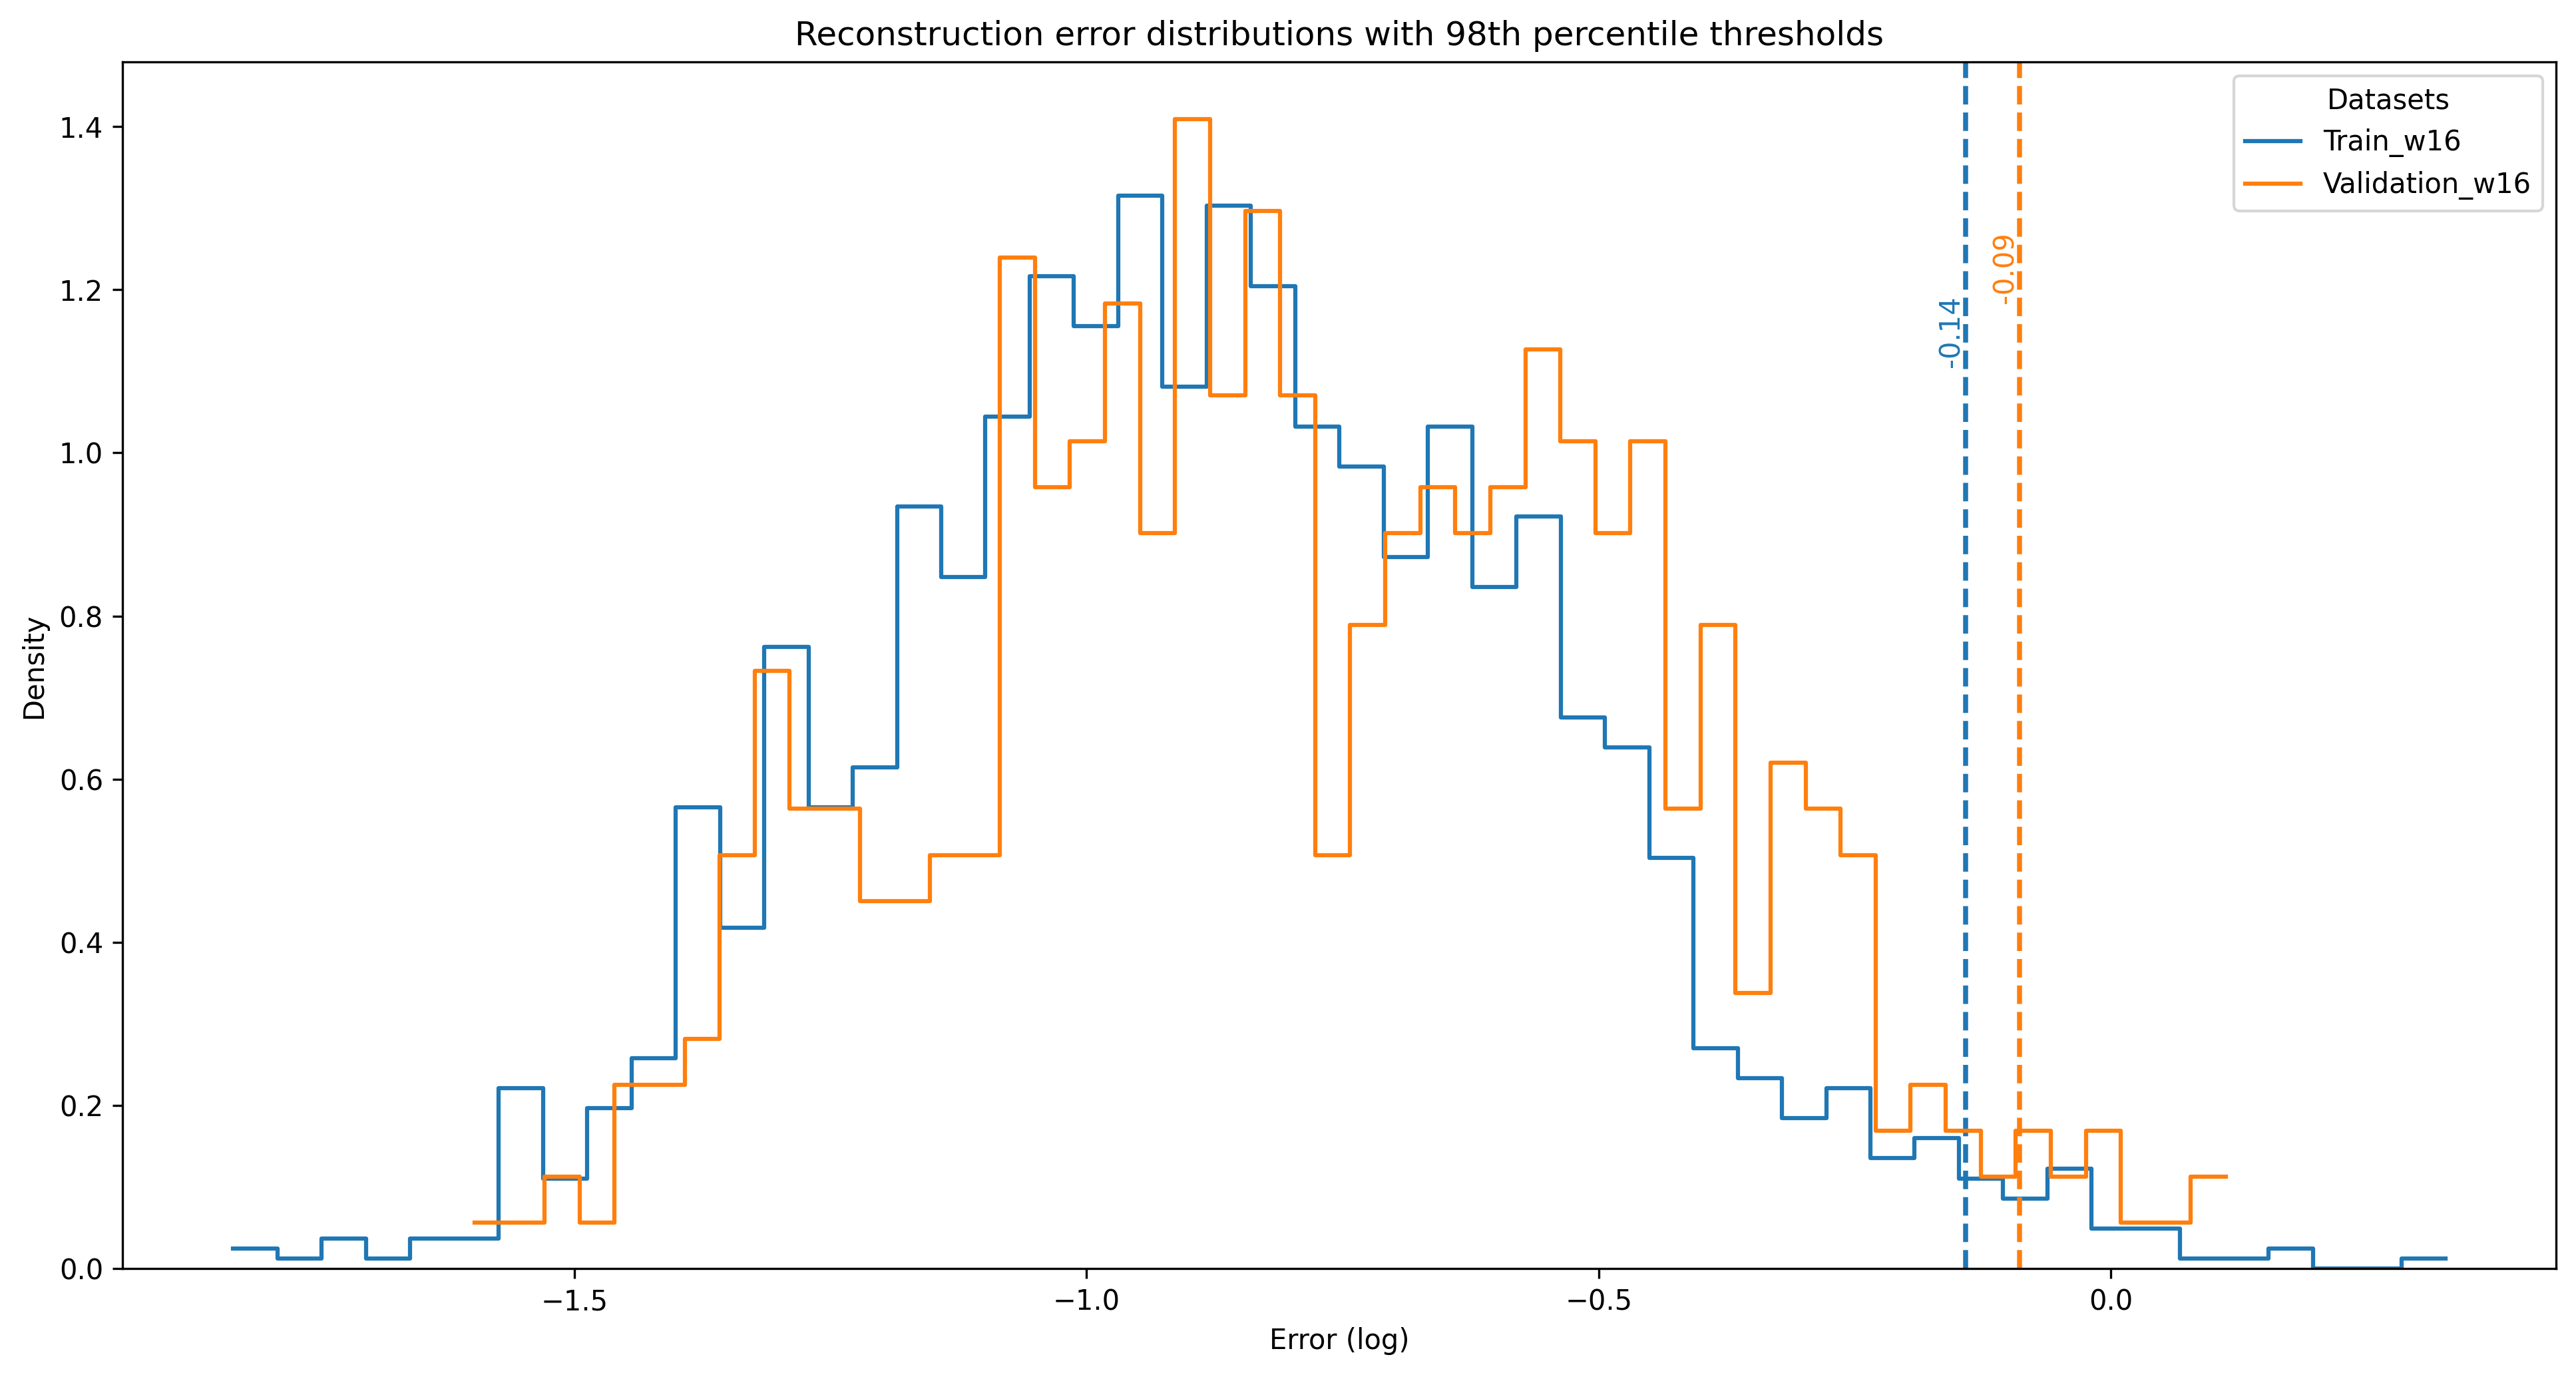 Reconstruction error distributions with 98th percentile thresholds
Datasets
Train_w16
Validation_w16
-0.14
-0.09
Density
1.4
1.2
1.0
0.8
0.6
0.4
0.2
0.0
−1.5
−1.0
−0.5
0.0
Error (log)